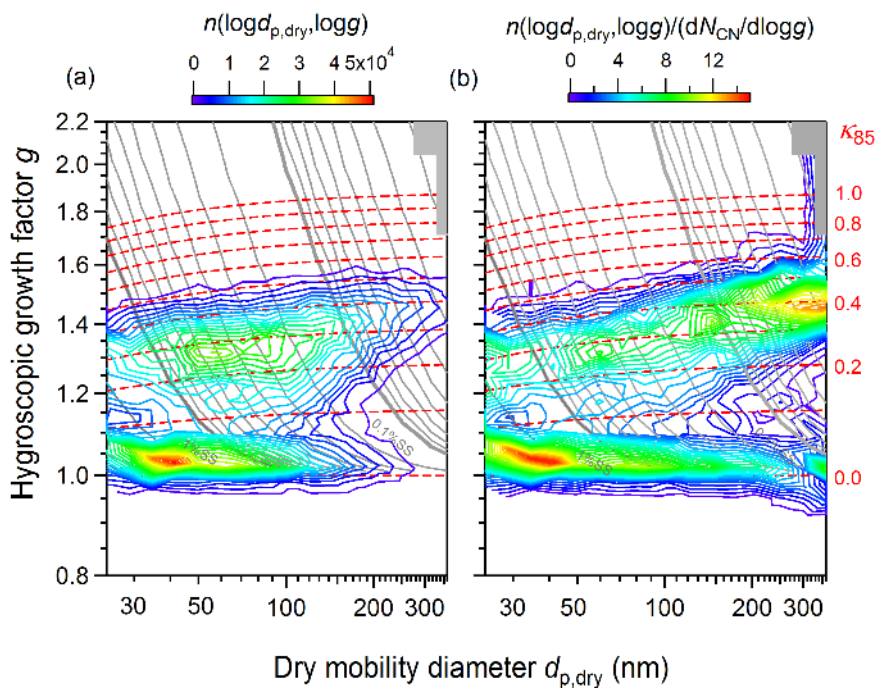 n(logdp,dry,logg)
n(logdp,dry,logg)/(dNCN/dlogg)
0 1 2 3 4 5x10^4
0 4 8 12
(a)
(b)
2.2
2.0
1.8
1.6
1.4
1.2
1.0
0.8
Hygroscopic growth factor g
κ85
1.0
0.8
0.6
0.4
0.2
0.0
1%SS
0.1%SS
1%SS
30 50 100 200 300
30 50 100 200 300
Dry mobility diameter dp,dry (nm)